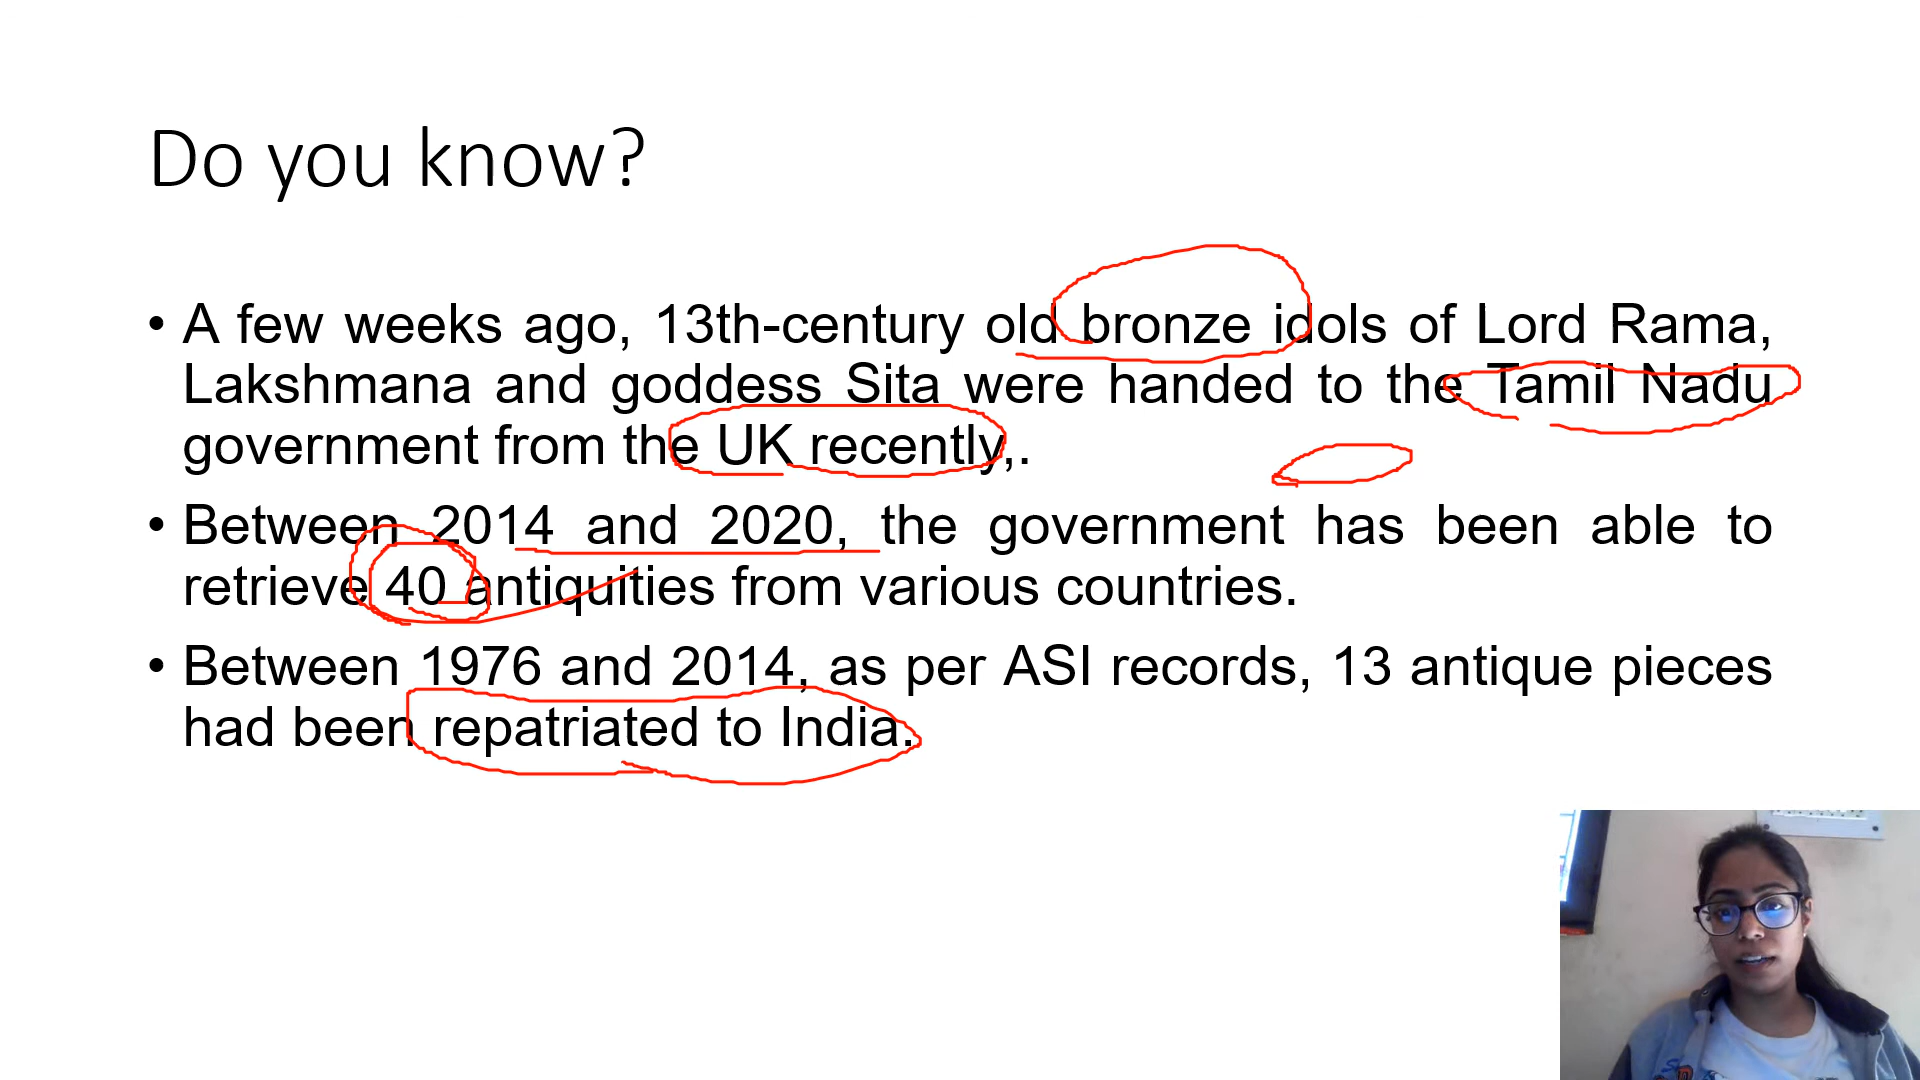 Do you know?
• A few weeks ago, 13th-century old bronze idols of Lord Rama,
Lakshmana and goddess Sita were handed to the Tamil Nadu
government from the UK recently,.
• Between 2014 and 2020, the government has been able to
retrieve 40 antiquities from various countries.
• Between 1976 and 2014, as per ASI records, 13 antique pieces
had been repatriated to India.